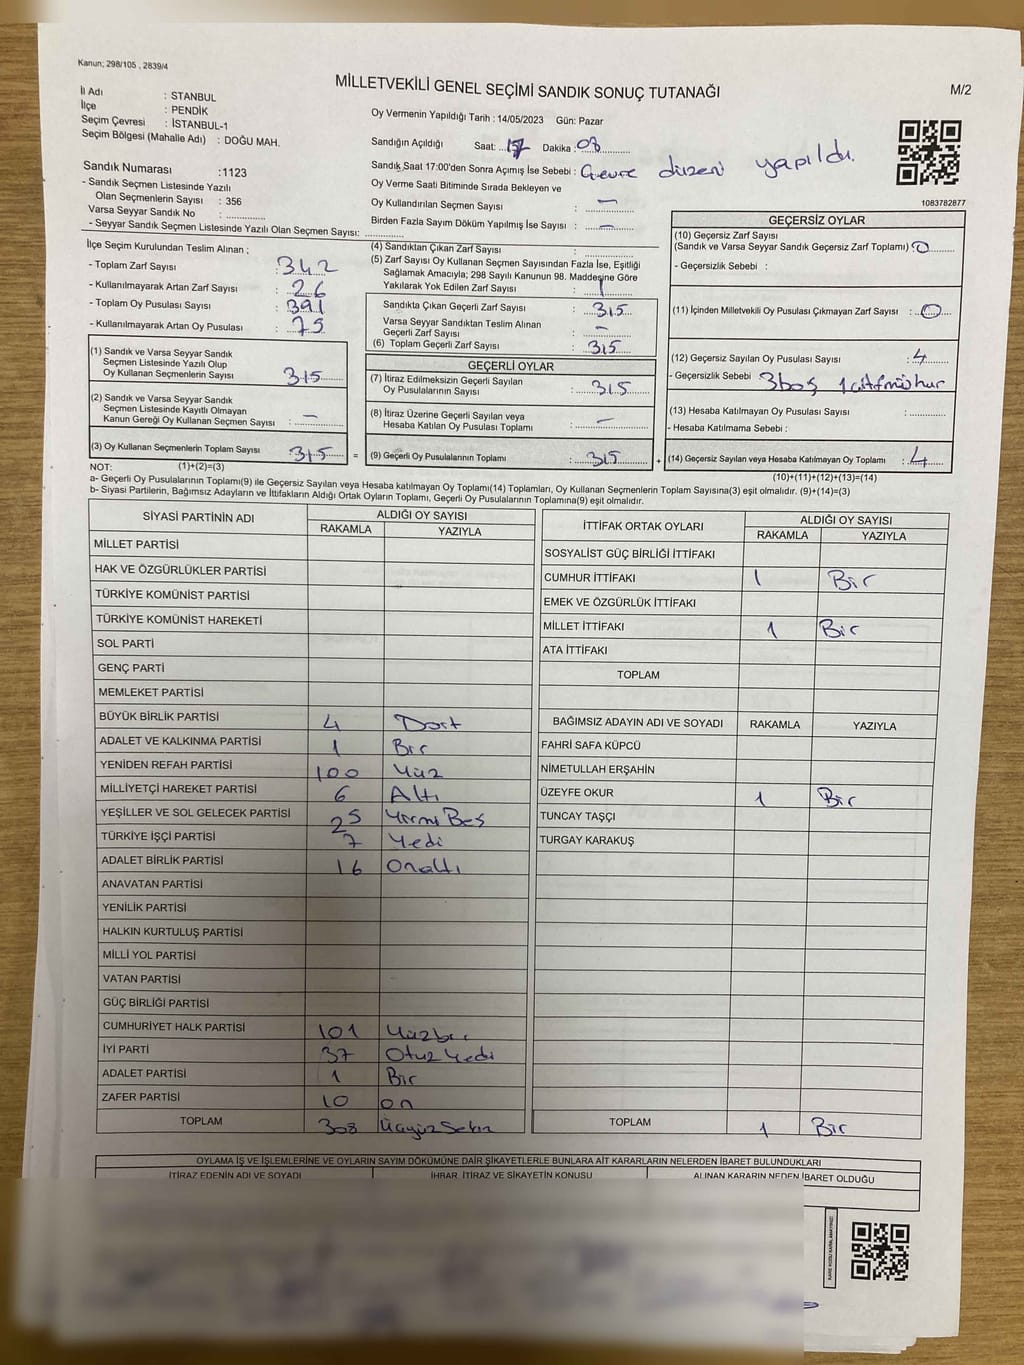 Kanun; 298/105 , 2839/4
MİLLETVEKİLİ GENEL SEÇİMİ SANDIK SONUÇ TUTANAĞI
M/2
İl Adı : STANBUL
İlçe : PENDİK
Seçim Çevresi : İSTANBUL-1
Seçim Bölgesi (Mahalle Adı) : DOĞU MAH.
Oy Vermenin Yapıldığı Tarih : 14/05/2023 Gün: Pazar
Sandığın Açıldığı Saat: 17 Dakika : 08
Sandık Saat 17:00'den Sonra Açımış İse Sebebi : Çevre düzeni yapıldı.
Oy Verme Saati Bitiminde Sırada Bekleyen ve
Oy Kullandırılan Seçmen Sayısı : —
Birden Fazla Sayım Döküm Yapılmış İse Sayısı : —
1083782877
Sandık Numarası :1123
- Sandık Seçmen Listesinde Yazılı
Olan Seçmenlerin Sayısı : 356
Varsa Seyyar Sandık No :
- Seyyar Sandık Seçmen Listesinde Yazılı Olan Seçmen Sayısı:
İlçe Seçim Kurulundan Teslim Alınan ;
- Toplam Zarf Sayısı : 342
- Kullanılmayarak Artan Zarf Sayısı : 26
- Toplam Oy Pusulası Sayısı : 391
- Kullanılmayarak Artan Oy Pusulası : 75
(1) Sandık ve Varsa Seyyar Sandık
Seçmen Listesinde Yazılı Olup
Oy Kullanan Seçmenlerin Sayısı : 315
(2) Sandık ve Varsa Seyyar Sandık
Seçmen Listesinde Kayıtlı Olmayan
Kanun Gereği Oy Kullanan Seçmen Sayısı : —
(3) Oy Kullanan Seçmenlerin Toplam Sayısı : 315
(4) Sandıktan Çıkan Zarf Sayısı :
(5) Zarf Sayısı Oy Kullanan Seçmen Sayısından Fazla İse, Eşitliği
Sağlamak Amacıyla; 298 Sayılı Kanunun 98. Maddesine Göre
Yakılarak Yok Edilen Zarf Sayısı : 1
Sandıkta Çıkan Geçerli Zarf Sayısı : 315
Varsa Seyyar Sandıktan Teslim Alınan
Geçerli Zarf Sayısı : —
(6) Toplam Geçerli Zarf Sayısı : 315
GEÇERLİ OYLAR
(7) İtiraz Edilmeksizin Geçerli Sayılan
Oy Pusulalarının Sayısı : 315
(8) İtiraz Üzerine Geçerli Sayılan veya
Hesaba Katılan Oy Pusulası Toplamı : —
= (9) Geçerli Oy Pusulalarının Toplamı : 315
GEÇERSİZ OYLAR
(10) Geçersiz Zarf Sayısı
(Sandık ve Varsa Seyyar Sandık Geçersiz Zarf Toplamı) : 0
- Geçersizlik Sebebi :
(11) İçinden Milletvekili Oy Pusulası Çıkmayan Zarf Sayısı : 0
(12) Geçersiz Sayılan Oy Pusulası Sayısı : 4
- Geçersizlik Sebebi 3 boş 1 çift mühür
(13) Hesaba Katılmayan Oy Pusulası Sayısı :
- Hesaba Katılmama Sebebi :
+ (14) Geçersiz Sayılan veya Hesaba Katılmayan Oy Toplamı : 4
NOT: (1)+(2)=(3)
(10)+(11)+(12)+(13)=(14)
a- Geçerli Oy Pusulalarının Toplamı(9) ile Geçersiz Sayılan veya Hesaba katılmayan Oy Toplamı(14) Toplamları, Oy Kullanan Seçmenlerin Toplam Sayısına(3) eşit olmalıdır. (9)+(14)=(3)
b- Siyasi Partilerin, Bağımsız Adayların ve İttifakların Aldığı Ortak Oyların Toplamı, Geçerli Oy Pusulalarının Toplamına(9) eşit olmalıdır.
SİYASİ PARTİNİN ADI ALDIĞI OY SAYISI
RAKAMLA YAZIYLA
MİLLET PARTİSİ
HAK VE ÖZGÜRLÜKLER PARTİSİ
TÜRKİYE KOMÜNİST PARTİSİ
TÜRKİYE KOMÜNİST HAREKETİ
SOL PARTİ
GENÇ PARTİ
MEMLEKET PARTİSİ
BÜYÜK BİRLİK PARTİSİ 4 Dört
ADALET VE KALKINMA PARTİSİ 1 Bir
YENİDEN REFAH PARTİSİ 100 Yüz
MİLLİYETÇİ HAREKET PARTİSİ 6 Altı
YEŞİLLER VE SOL GELECEK PARTİSİ 25 Yirmi Beş
TÜRKİYE İŞÇİ PARTİSİ 7 Yedi
ADALET BİRLİK PARTİSİ 16 Onaltı
ANAVATAN PARTİSİ
YENİLİK PARTİSİ
HALKIN KURTULUŞ PARTİSİ
MİLLİ YOL PARTİSİ
VATAN PARTİSİ
GÜÇ BİRLİĞİ PARTİSİ
CUMHURİYET HALK PARTİSİ 101 Yüzbir
İYİ PARTİ 37 Otuz Yedi
ADALET PARTİSİ 1 Bir
ZAFER PARTİSİ 10 on
TOPLAM 308 Üçyüz Sekiz
İTTİFAK ORTAK OYLARI ALDIĞI OY SAYISI
RAKAMLA YAZIYLA
SOSYALİST GÜÇ BİRLİĞİ İTTİFAKI
CUMHUR İTTİFAKI 1 Bir
EMEK VE ÖZGÜRLÜK İTTİFAKI
MİLLET İTTİFAKI 1 Bir
ATA İTTİFAKI
TOPLAM
BAĞIMSIZ ADAYIN ADI VE SOYADI RAKAMLA YAZIYLA
FAHRİ SAFA KÜPCÜ
NİMETULLAH ERŞAHİN
ÜZEYFE OKUR 1 Bir
TUNCAY TAŞÇI
TURGAY KARAKUŞ
TOPLAM 1 Bir
OYLAMA İŞ VE İŞLEMLERİNE VE OYLARIN SAYIM DÖKÜMÜNE DAİR ŞİKAYETLERLE BUNLARA AİT KARARLARIN NELERDEN İBARET BULUNDUKLARI
İTİRAZ EDENİN ADI VE SOYADI İHBAR, İTİRAZ VE ŞİKAYETİN KONUSU ALINAN KARARIN NEDEN İBARET OLDUĞU
KARE KODU KARALAMAYINIZ!